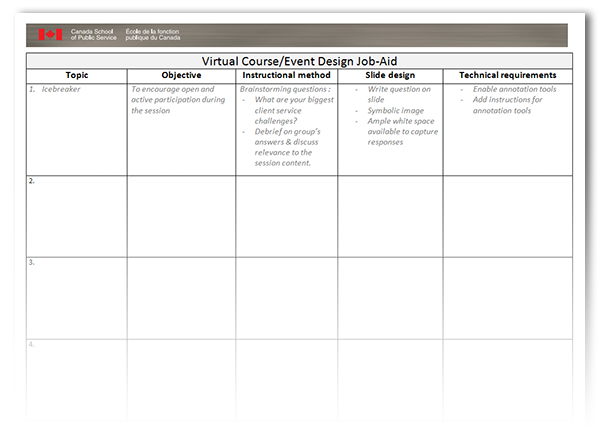 Canada School
of Public Service
École de la fonction
publique du Canada
Virtual Course/Event Design Job-Aid
Topic
Objective
Instructional method
Slide design
Technical requirements
1. Icebreaker
To encourage open and
active participation during
the session
Brainstorming questions :
- What are your biggest
client service
challenges?
- Debrief on group's
answers & discuss
relevance to the
session content.
- Write question on
slide
- Symbolic image
- Ample white space
available to capture
responses
- Enable annotation tools
- Add instructions for
annotation tools
2.
3.
4.